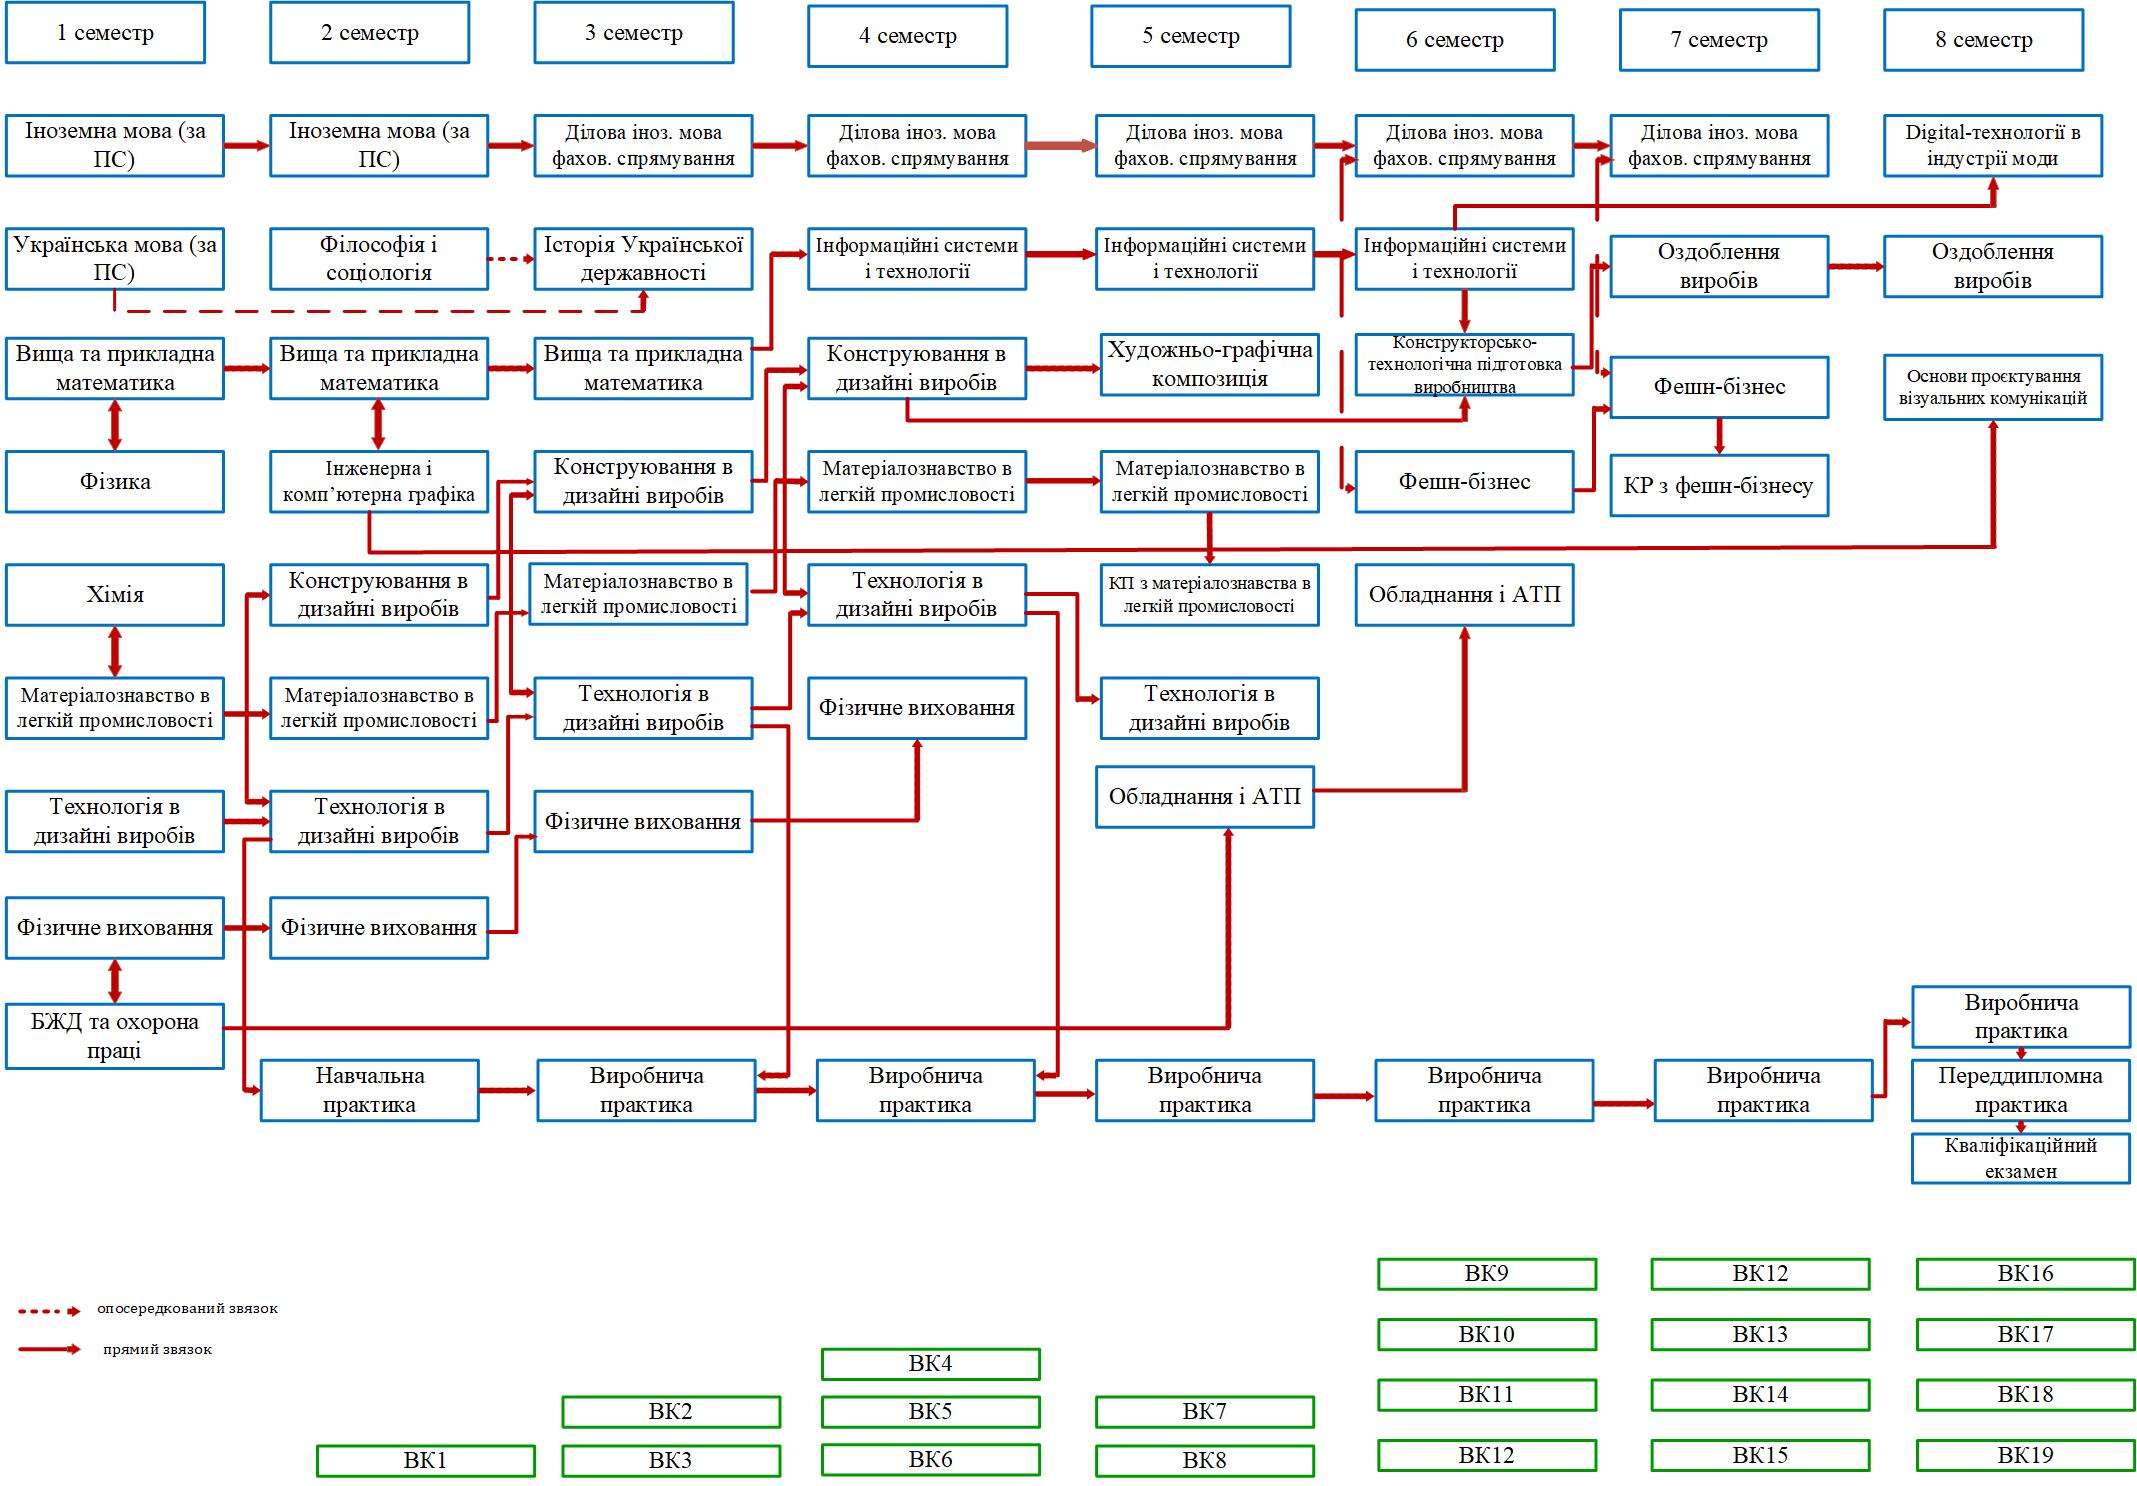 1 семестр
2 семестр
3 семестр
4 семестр
5 семестр
6 семестр
7 семестр
8 семестр
Іноземна мова (за
ПС)
Іноземна мова (за
ПС)
Ділова іноз. мова
фахов. спрямування
Ділова іноз. мова
фахов. спрямування
Ділова іноз. мова
фахов. спрямування
Ділова іноз. мова
фахов. спрямування
Ділова іноз. мова
фахов. спрямування
Digital-технології в
індустрії моди
Українська мова (за
ПС)
Філософія і
соціологія
Історія Української
державності
Інформаційні системи
і технології
Інформаційні системи
і технології
Інформаційні системи
і технології
Оздоблення
виробів
Оздоблення
виробів
Вища та прикладна
математика
Вища та прикладна
математика
Вища та прикладна
математика
Конструювання в
дизайні виробів
Художньо-графічна
композиція
Конструкторсько-
технологічна підготовка
виробництва
Фешн-бізнес
Основи проєктування
візуальних комунікацій
Фізика
Інженерна і
комп’ютерна графіка
Конструювання в
дизайні виробів
Матеріалознавство в
легкій промисловості
Матеріалознавство в
легкій промисловості
Фешн-бізнес
КР з фешн-бізнесу
Хімія
Конструювання в
дизайні виробів
Матеріалознавство в
легкій промисловості
Технологія в
дизайні виробів
КП з матеріалознавства в
легкій промисловості
Обладнання і АТП
Матеріалознавство в
легкій промисловості
Матеріалознавство в
легкій промисловості
Технологія в
дизайні виробів
Фізичне виховання
Технологія в
дизайні виробів
Технологія в
дизайні виробів
Технологія в
дизайні виробів
Фізичне виховання
Обладнання і АТП
Фізичне виховання
Фізичне виховання
БЖД та охорона
праці
Навчальна
практика
Виробнича
практика
Виробнича
практика
Виробнича
практика
Виробнича
практика
Виробнича
практика
Виробнича
практика
Переддипломна
практика
Кваліфікаційний
екзамен
опосередкований звязок
прямий звязок
ВК1
ВК2
ВК3
ВК4
ВК5
ВК6
ВК7
ВК8
ВК9
ВК10
ВК11
ВК12
ВК12
ВК13
ВК14
ВК15
ВК16
ВК17
ВК18
ВК19